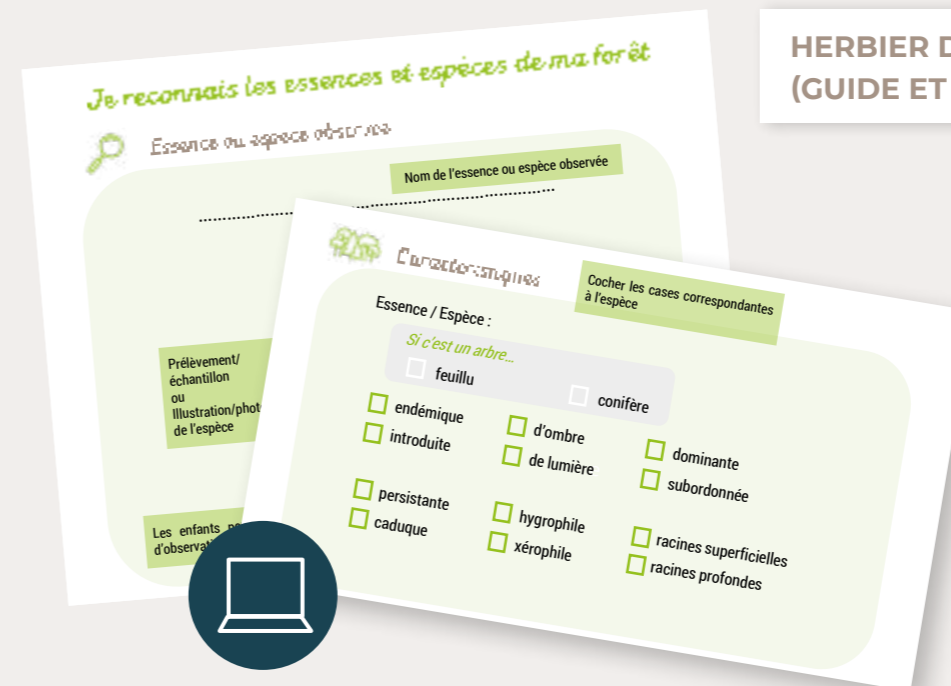 HERBIER D
(GUIDE ET
Je reconnais les essences et espèces de ma forêt
Essence ou espèce observée
Nom de l'essence ou espèce observée
Prélèvement/
échantillon
ou
Illustration/phot
de l'espèce
Les enfants
d'observat
Caractéristiques
Cocher les cases correspondantes
à l'espèce
Essence / Espèce :
Si c'est un arbre...
feuillu
conifère
endémique
introduite
d'ombre
de lumière
dominante
subordonnée
persistante
caduque
hygrophile
xérophile
racines superficielles
racines profondes